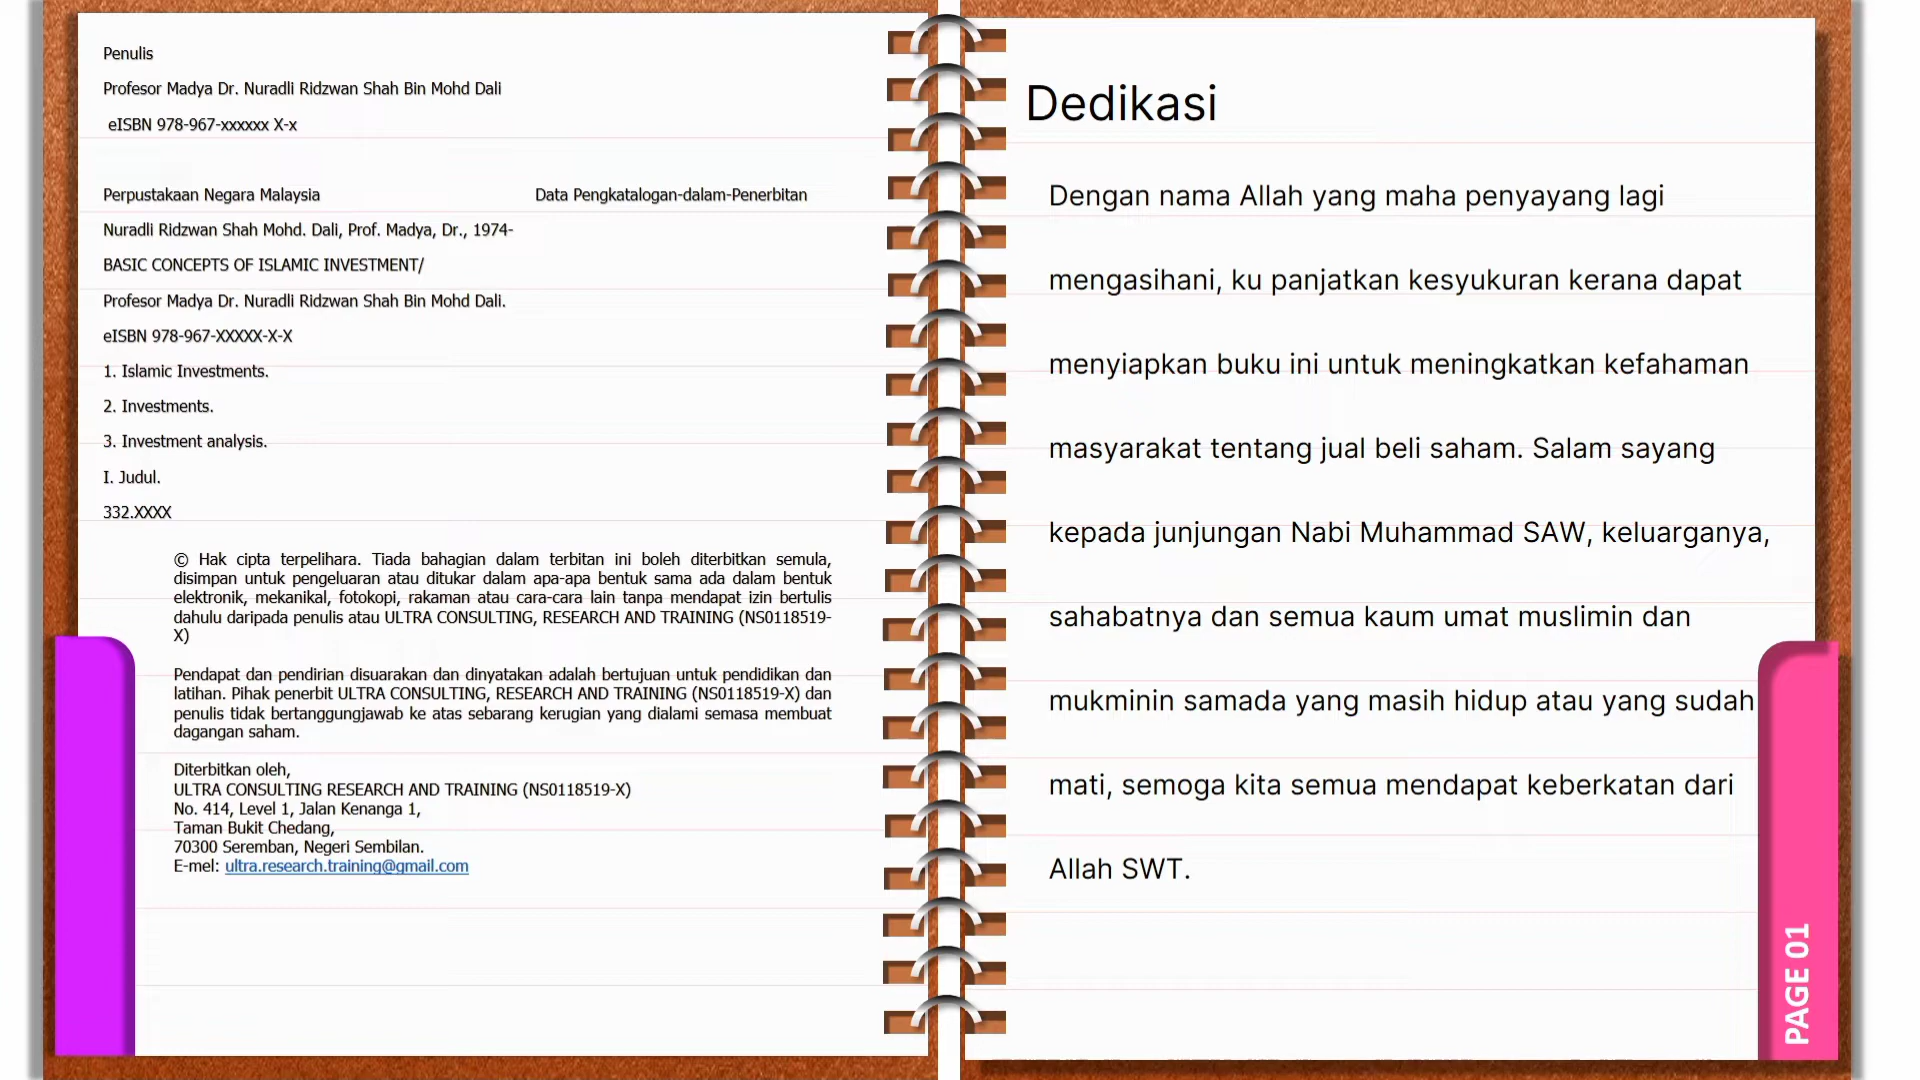 Penulis
Profesor Madya Dr. Nuradli Ridzwan Shah Bin Mohd Dali
eISBN 978-967-xxxxxx X-x
Perpustakaan Negara Malaysia Data Pengkatalogan-dalam-Penerbitan
Nuradli Ridzwan Shah Mohd. Dali, Prof. Madya, Dr., 1974-
BASIC CONCEPTS OF ISLAMIC INVESTMENT/
Profesor Madya Dr. Nuradli Ridzwan Shah Bin Mohd Dali.
eISBN 978-967-XXXXX-X-X
1. Islamic Investments.
2. Investments.
3. Investment analysis.
I. Judul.
332.XXXX
© Hak cipta terpelihara. Tiada bahagian dalam terbitan ini boleh diterbitkan semula,
disimpan untuk pengeluaran atau ditukar dalam apa-apa bentuk sama ada dalam bentuk
elektronik, mekanikal, fotokopi, rakaman atau cara-cara lain tanpa mendapat izin bertulis
dahulu daripada penulis atau ULTRA CONSULTING, RESEARCH AND TRAINING (NS0118519-
X)
Pendapat dan pendirian disuarakan dan dinyatakan adalah bertujuan untuk pendidikan dan
latihan. Pihak penerbit ULTRA CONSULTING, RESEARCH AND TRAINING (NS0118519-X) dan
penulis tidak bertanggungjawab ke atas sebarang kerugian yang dialami semasa membuat
dagangan saham.
Diterbitkan oleh,
ULTRA CONSULTING RESEARCH AND TRAINING (NS0118519-X)
No. 414, Level 1, Jalan Kenanga 1,
Taman Bukit Chedang,
70300 Seremban, Negeri Sembilan.
E-mel: ultra.research.training@gmail.com
Dedikasi
Dengan nama Allah yang maha penyayang lagi
mengasihani, ku panjatkan kesyukuran kerana dapat
menyiapkan buku ini untuk meningkatkan kefahaman
masyarakat tentang jual beli saham. Salam sayang
kepada junjungan Nabi Muhammad SAW, keluarganya,
sahabatnya dan semua kaum umat muslimin dan
mukminin samada yang masih hidup atau yang sudah
mati, semoga kita semua mendapat keberkatan dari
Allah SWT.
PAGE 01